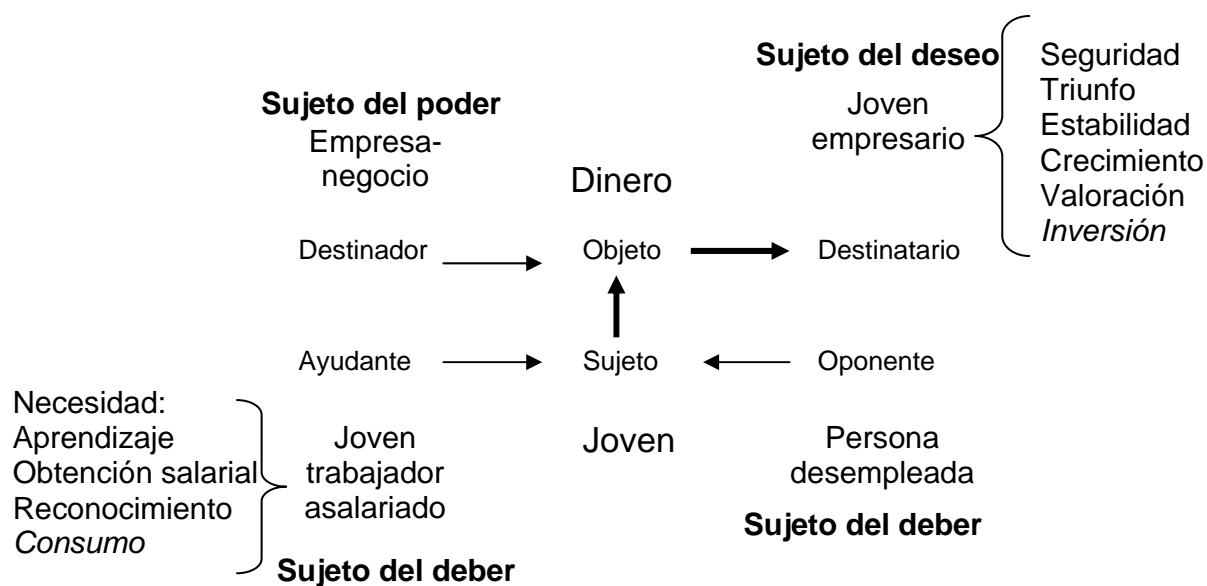 Sujeto del deseo
Seguridad
Triunfo
Estabilidad
Crecimiento
Valoración
Inversión
Joven
empresario
Sujeto del poder
Empresa-
negocio
Dinero
Destinador
Objeto
Destinatario
Ayudante
Sujeto
Oponente
Necesidad:
Aprendizaje
Obtención salarial
Reconocimiento
Consumo
Joven
trabajador
asalariado
Sujeto del deber
Joven
Persona
desempleada
Sujeto del deber